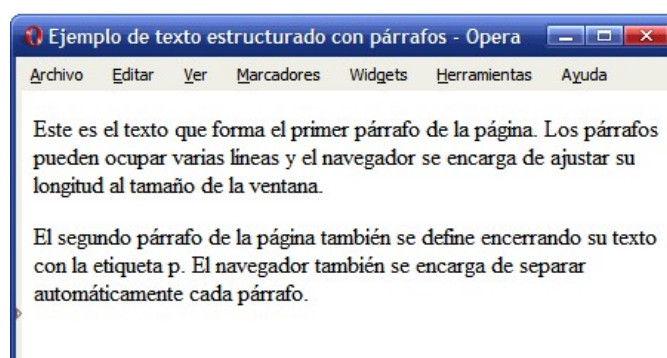 Ejemplo de texto estructurado con párrafos - Opera
Archivo Editar Ver Marcadores Widgets Herramientas Ayuda
Este es el texto que forma el primer párrafo de la página. Los párrafos
pueden ocupar varias líneas y el navegador se encarga de ajustar su
longitud al tamaño de la ventana.
El segundo párrafo de la página también se define encerrando su texto
con la etiqueta p. El navegador también se encarga de separar
automáticamente cada párrafo.